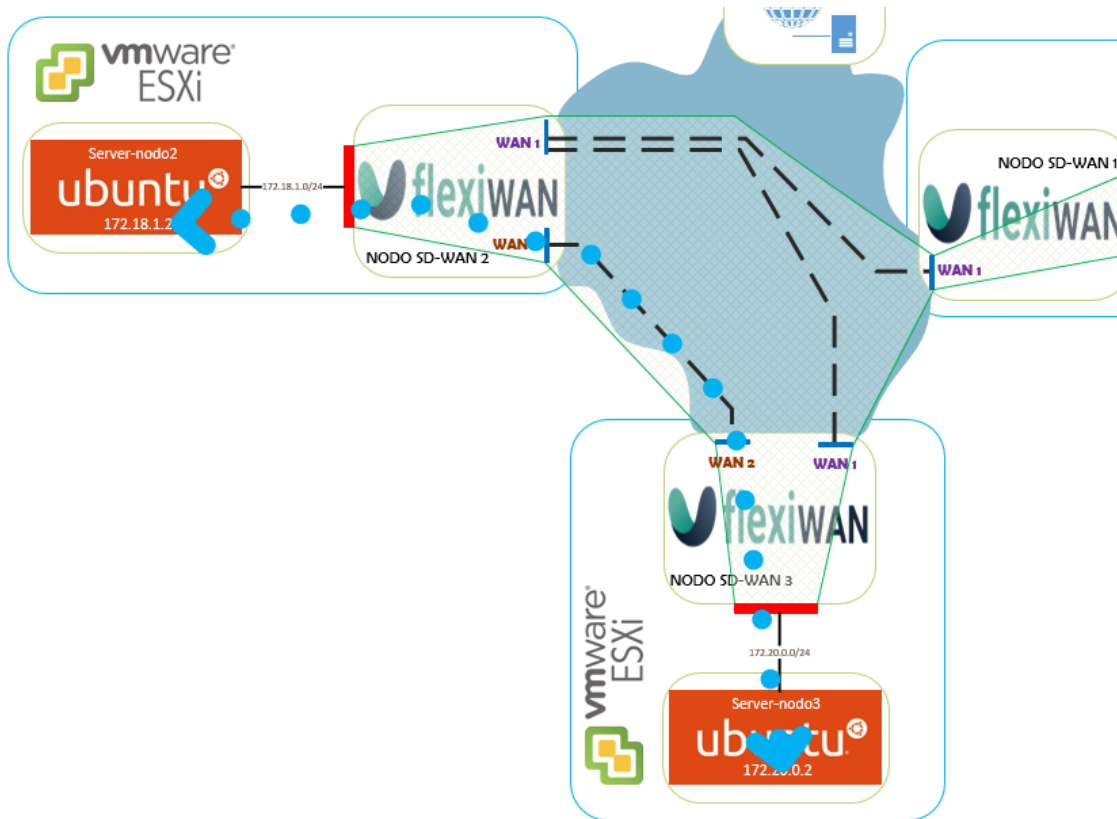 vmware®
ESXi
Server-nodo2
ubuntu
172.18.1.2
172.18.1.0/24
flexiWAN
NODO SD-WAN 2
WAN 1
WAN
NODO SD-WAN 1
flexiWAN
WAN 1
WAN 2
WAN 1
flexiWAN
NODO SD-WAN 3
vmware®
ESXi
172.20.0.0/24
Server-nodo3
ubuntu
172.20.0.2